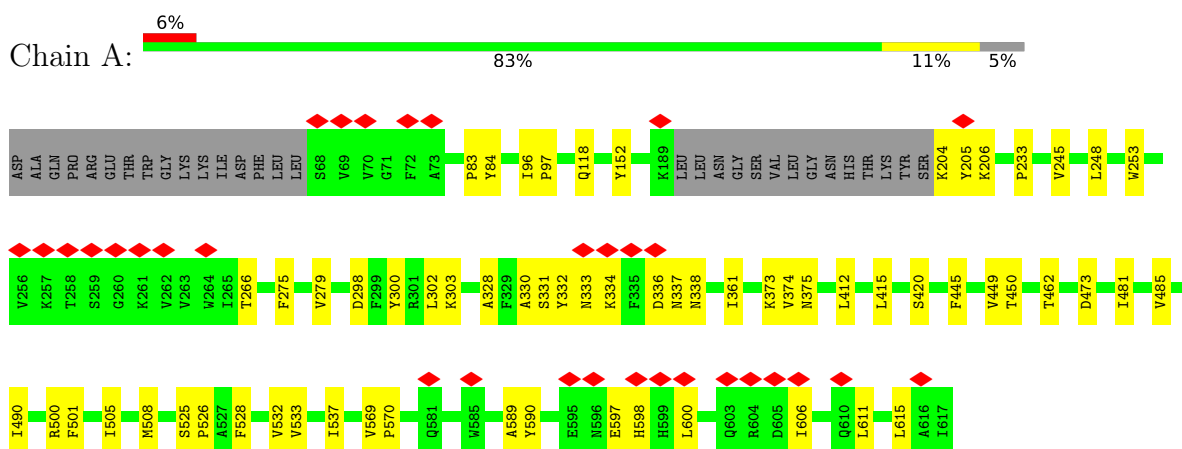 6%
Chain A:
83% 11% 5%
ASP ALA GLN PRO ARG GLU THR TRP GLY LYS LYS ILE ASP PHE LEU LEU S68 V69 V70 G71 F72 A73 P83 Y84 I96 P97 Q118 Y152 K189 LEU LEU ASN GLY SER VAL LEU GLY ASN HIS THR LYS TYR SER K204 Y205 K206 P233 V245 L248 W253
V256 K257 T258 S259 G260 K261 V262 V263 W264 I265 T266 F275 V279 D298 F299 Y300 R301 L302 K303 A328 F329 A330 S331 Y332 N333 K334 F335 D336 N337 N338 I361 K373 V374 N375 L412 L415 S420 F445 V449 T450 T462 D473 I481 V485
I490 R500 F501 I505 M508 S525 P526 A527 F528 V532 V533 I537 V569 P570 Q581 W585 A589 Y590 E595 N596 E597 H598 H599 L600 Q603 R604 D605 I606 Q610 L611 L615 A616 I617